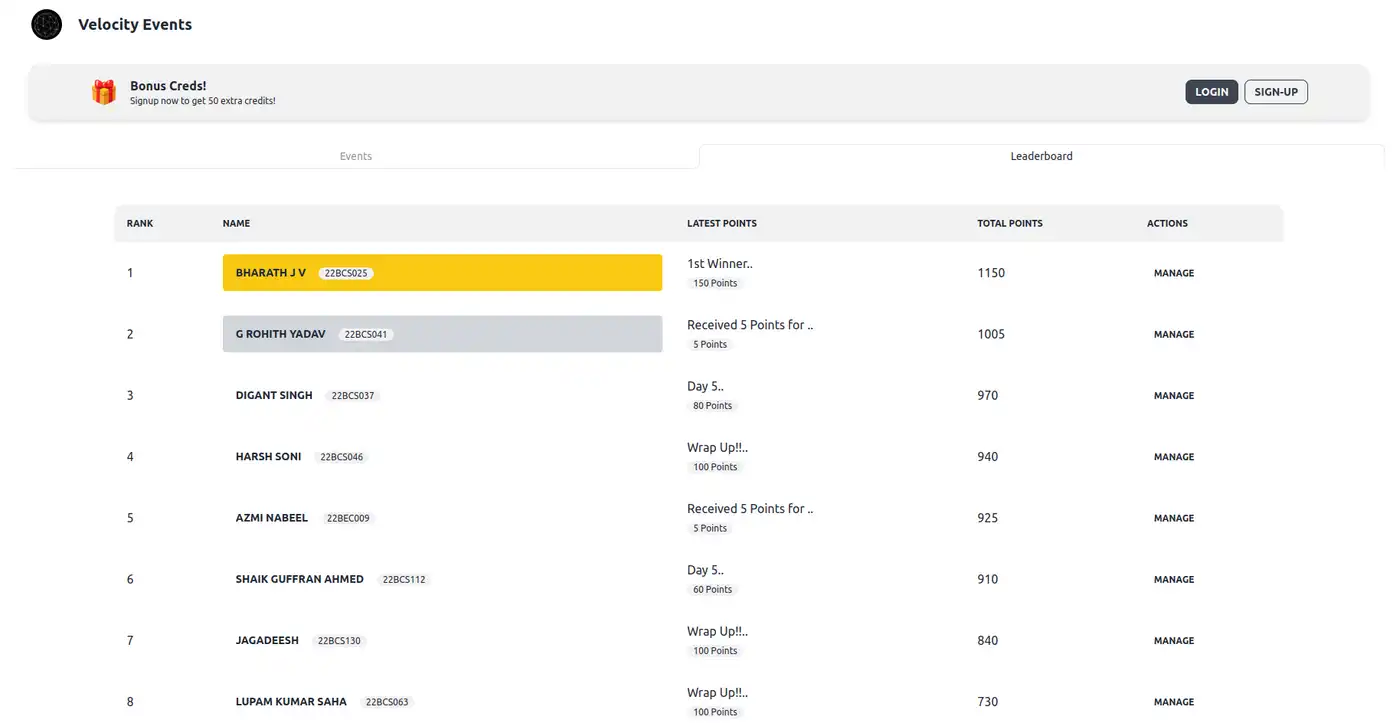 Velocity Events
Bonus Creds!
Signup now to get 50 extra credits!
LOGIN SIGN-UP
Events Leaderboard
RANK NAME LATEST POINTS TOTAL POINTS ACTIONS
1 BHARATH J V 22BCS025 1st Winner.. 150 Points 1150 MANAGE
2 G ROHITH YADAV 22BCS041 Received 5 Points for .. 5 Points 1005 MANAGE
3 DIGANT SINGH 22BCS037 Day 5.. 80 Points 970 MANAGE
4 HARSH SONI 22BCS046 Wrap Up!!.. 100 Points 940 MANAGE
5 AZMI NABEEL 22BEC009 Received 5 Points for .. 5 Points 925 MANAGE
6 SHAIK GUFFRAN AHMED 22BCS112 Day 5.. 60 Points 910 MANAGE
7 JAGADEESH 22BCS130 Wrap Up!!.. 100 Points 840 MANAGE
8 LUPAM KUMAR SAHA 22BCS063 Wrap Up!!.. 100 Points 730 MANAGE